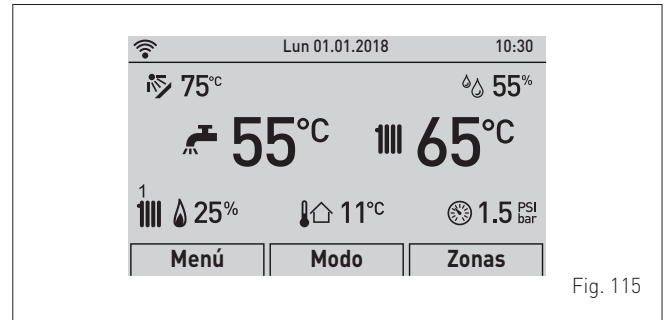 Lun 01.01.2018 10:30
75°C 55%
55°C 65°C
1
25% 11°C 1.5 PSI bar
Menú Modo Zonas
Fig. 115